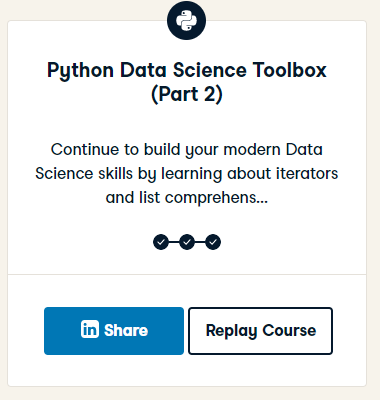 Python Data Science Toolbox
(Part 2)
Continue to build your modern Data
Science skills by learning about iterators
and list comprehens...
in Share
Replay Course